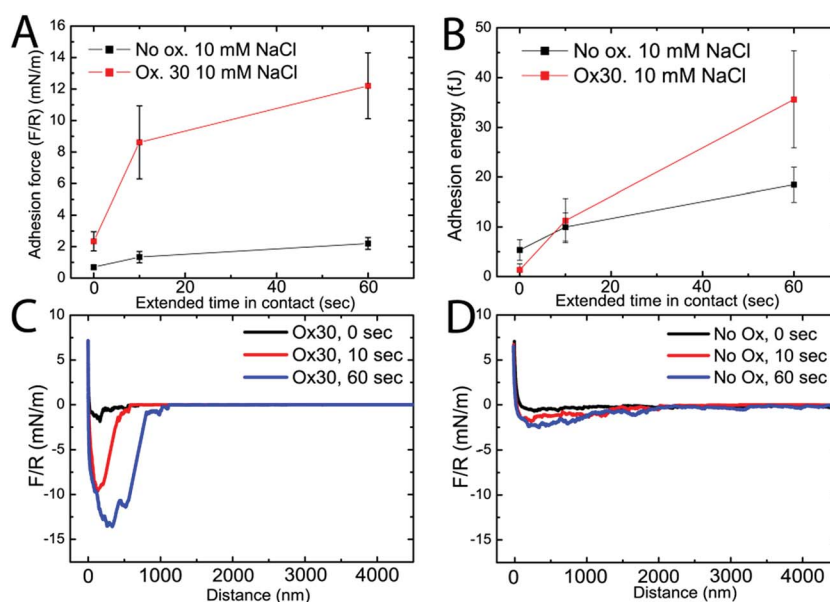 A
No ox. 10 mM NaCl
Ox. 30 10 mM NaCl
Adhesion force (F/R) (mN/m)
16
14
12
10
8
6
4
2
0
0 20 40 60
Extended time in contact (sec)
B
No ox. 10 mM NaCl
Ox30. 10 mM NaCl
Adhesion energy (fJ)
50
40
30
20
10
0
0 20 40 60
Extended time in contact (sec)
C
Ox30, 0 sec
Ox30, 10 sec
Ox30, 60 sec
F/R (mN/m)
10
5
0
-5
-10
-15
0 1000 2000 3000 4000
Distance (nm)
D
No Ox, 0 sec
No Ox, 10 sec
No Ox, 60 sec
F/R (mN/m)
10
5
0
-5
-10
-15
0 1000 2000 3000 4000
Distance (nm)